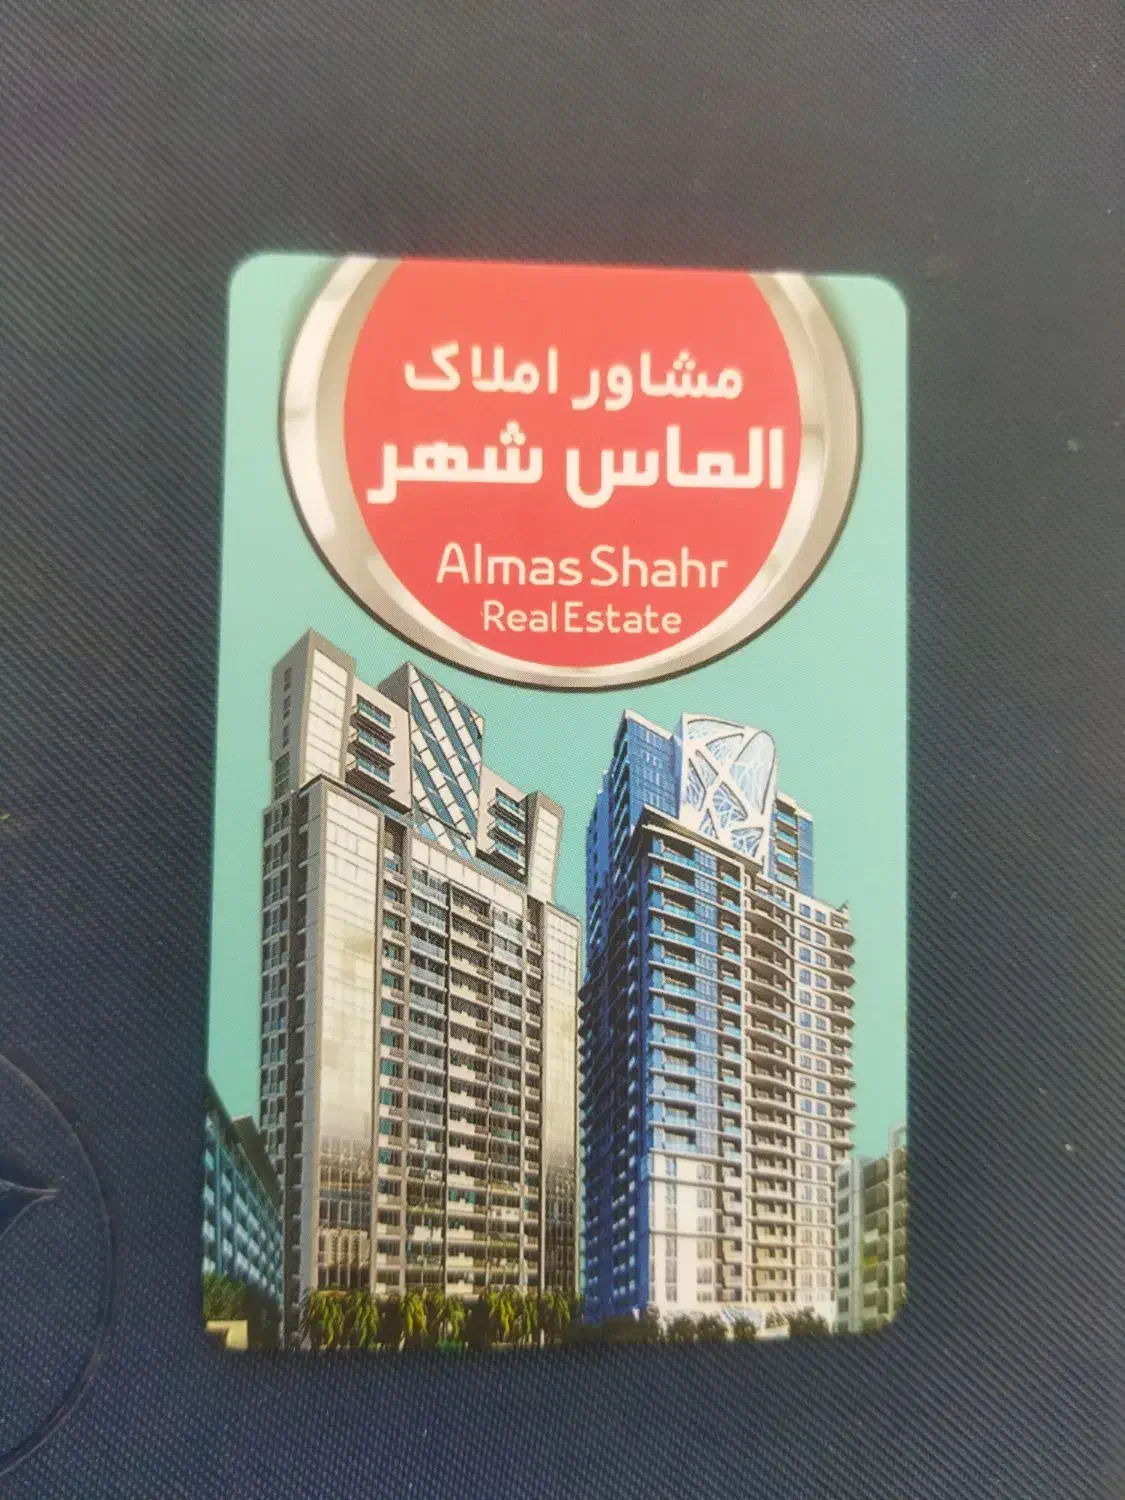 مشاور املاک
الماس شهر
Almas Shahr
Real Estate